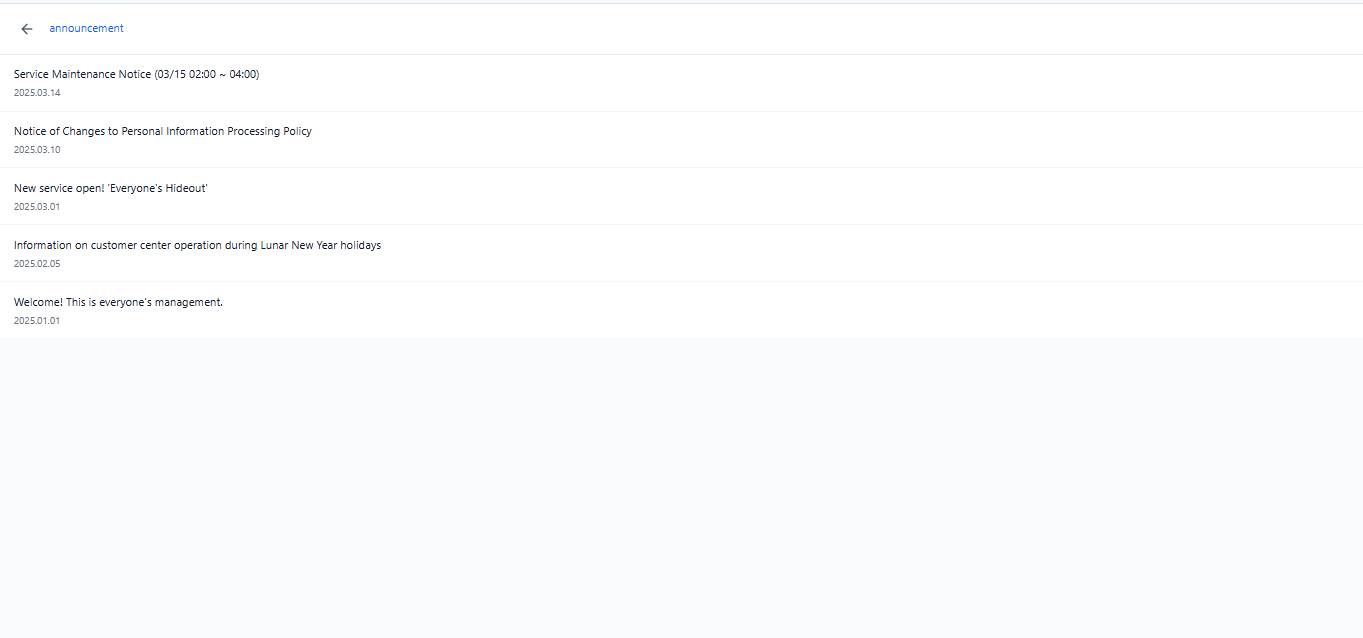 announcement
Service Maintenance Notice (03/15 02:00 ~ 04:00)
2025.03.14
Notice of Changes to Personal Information Processing Policy
2025.03.10
New service open! 'Everyone's Hideout'
2025.03.01
Information on customer center operation during Lunar New Year holidays
2025.02.05
Welcome! This is everyone's management.
2025.01.01